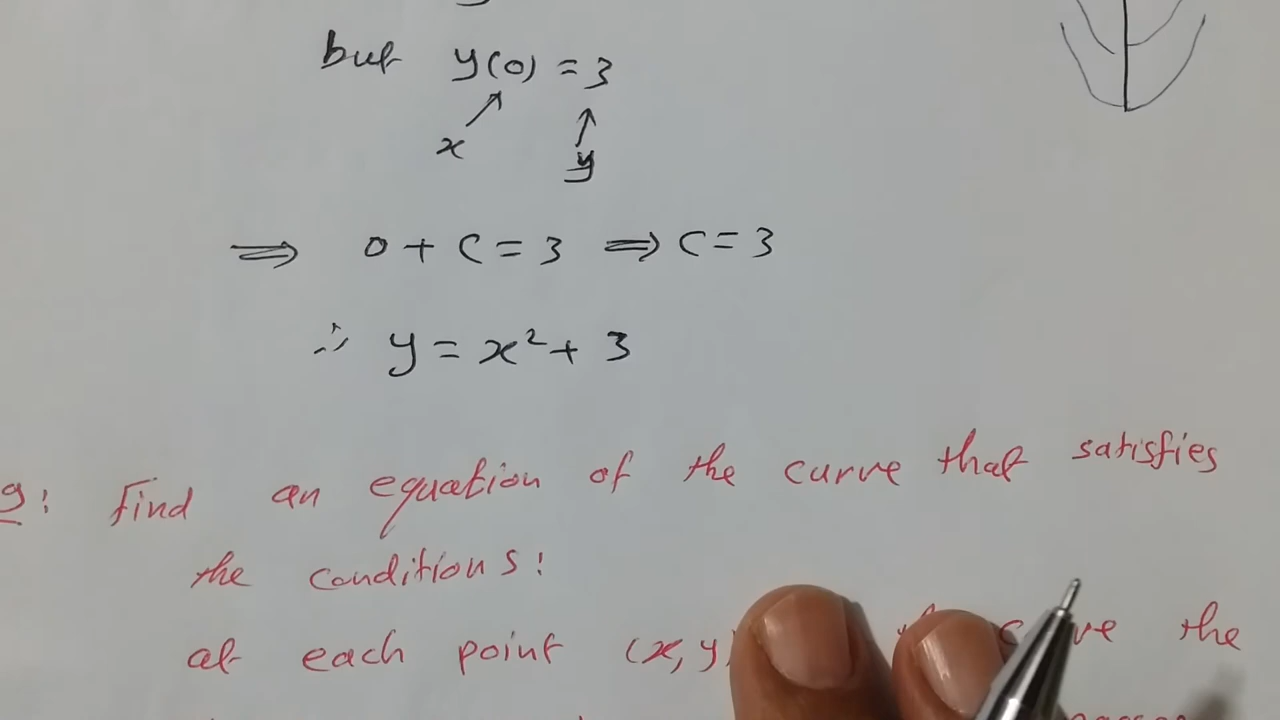 but y(0) = 3
x y
⟹ 0 + C = 3 ⟹ C = 3
∴ y = x² + 3
g: Find an equation of the curve that satisfies
the conditions:
at each point (x, y) the